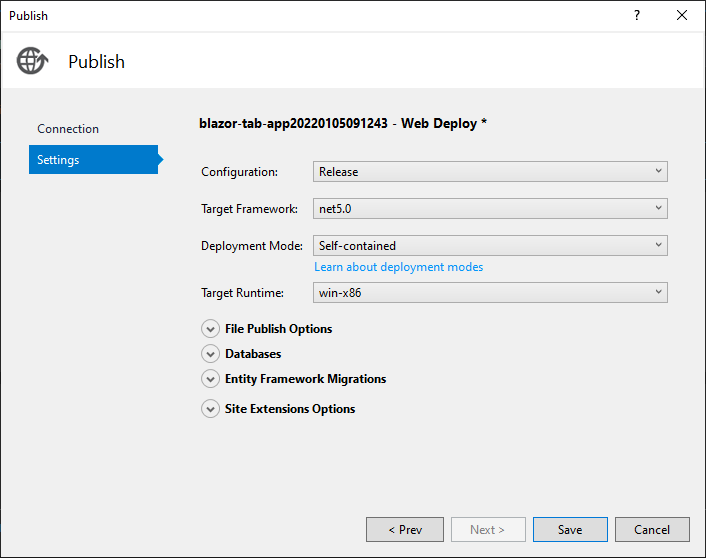 Publish
?
Publish
Connection
Settings
blazor-tab-app20220105091243 - Web Deploy *
Configuration: Release
Target Framework: net5.0
Deployment Mode: Self-contained
Learn about deployment modes
Target Runtime: win-x86
File Publish Options
Databases
Entity Framework Migrations
Site Extensions Options
< Prev Next > Save Cancel